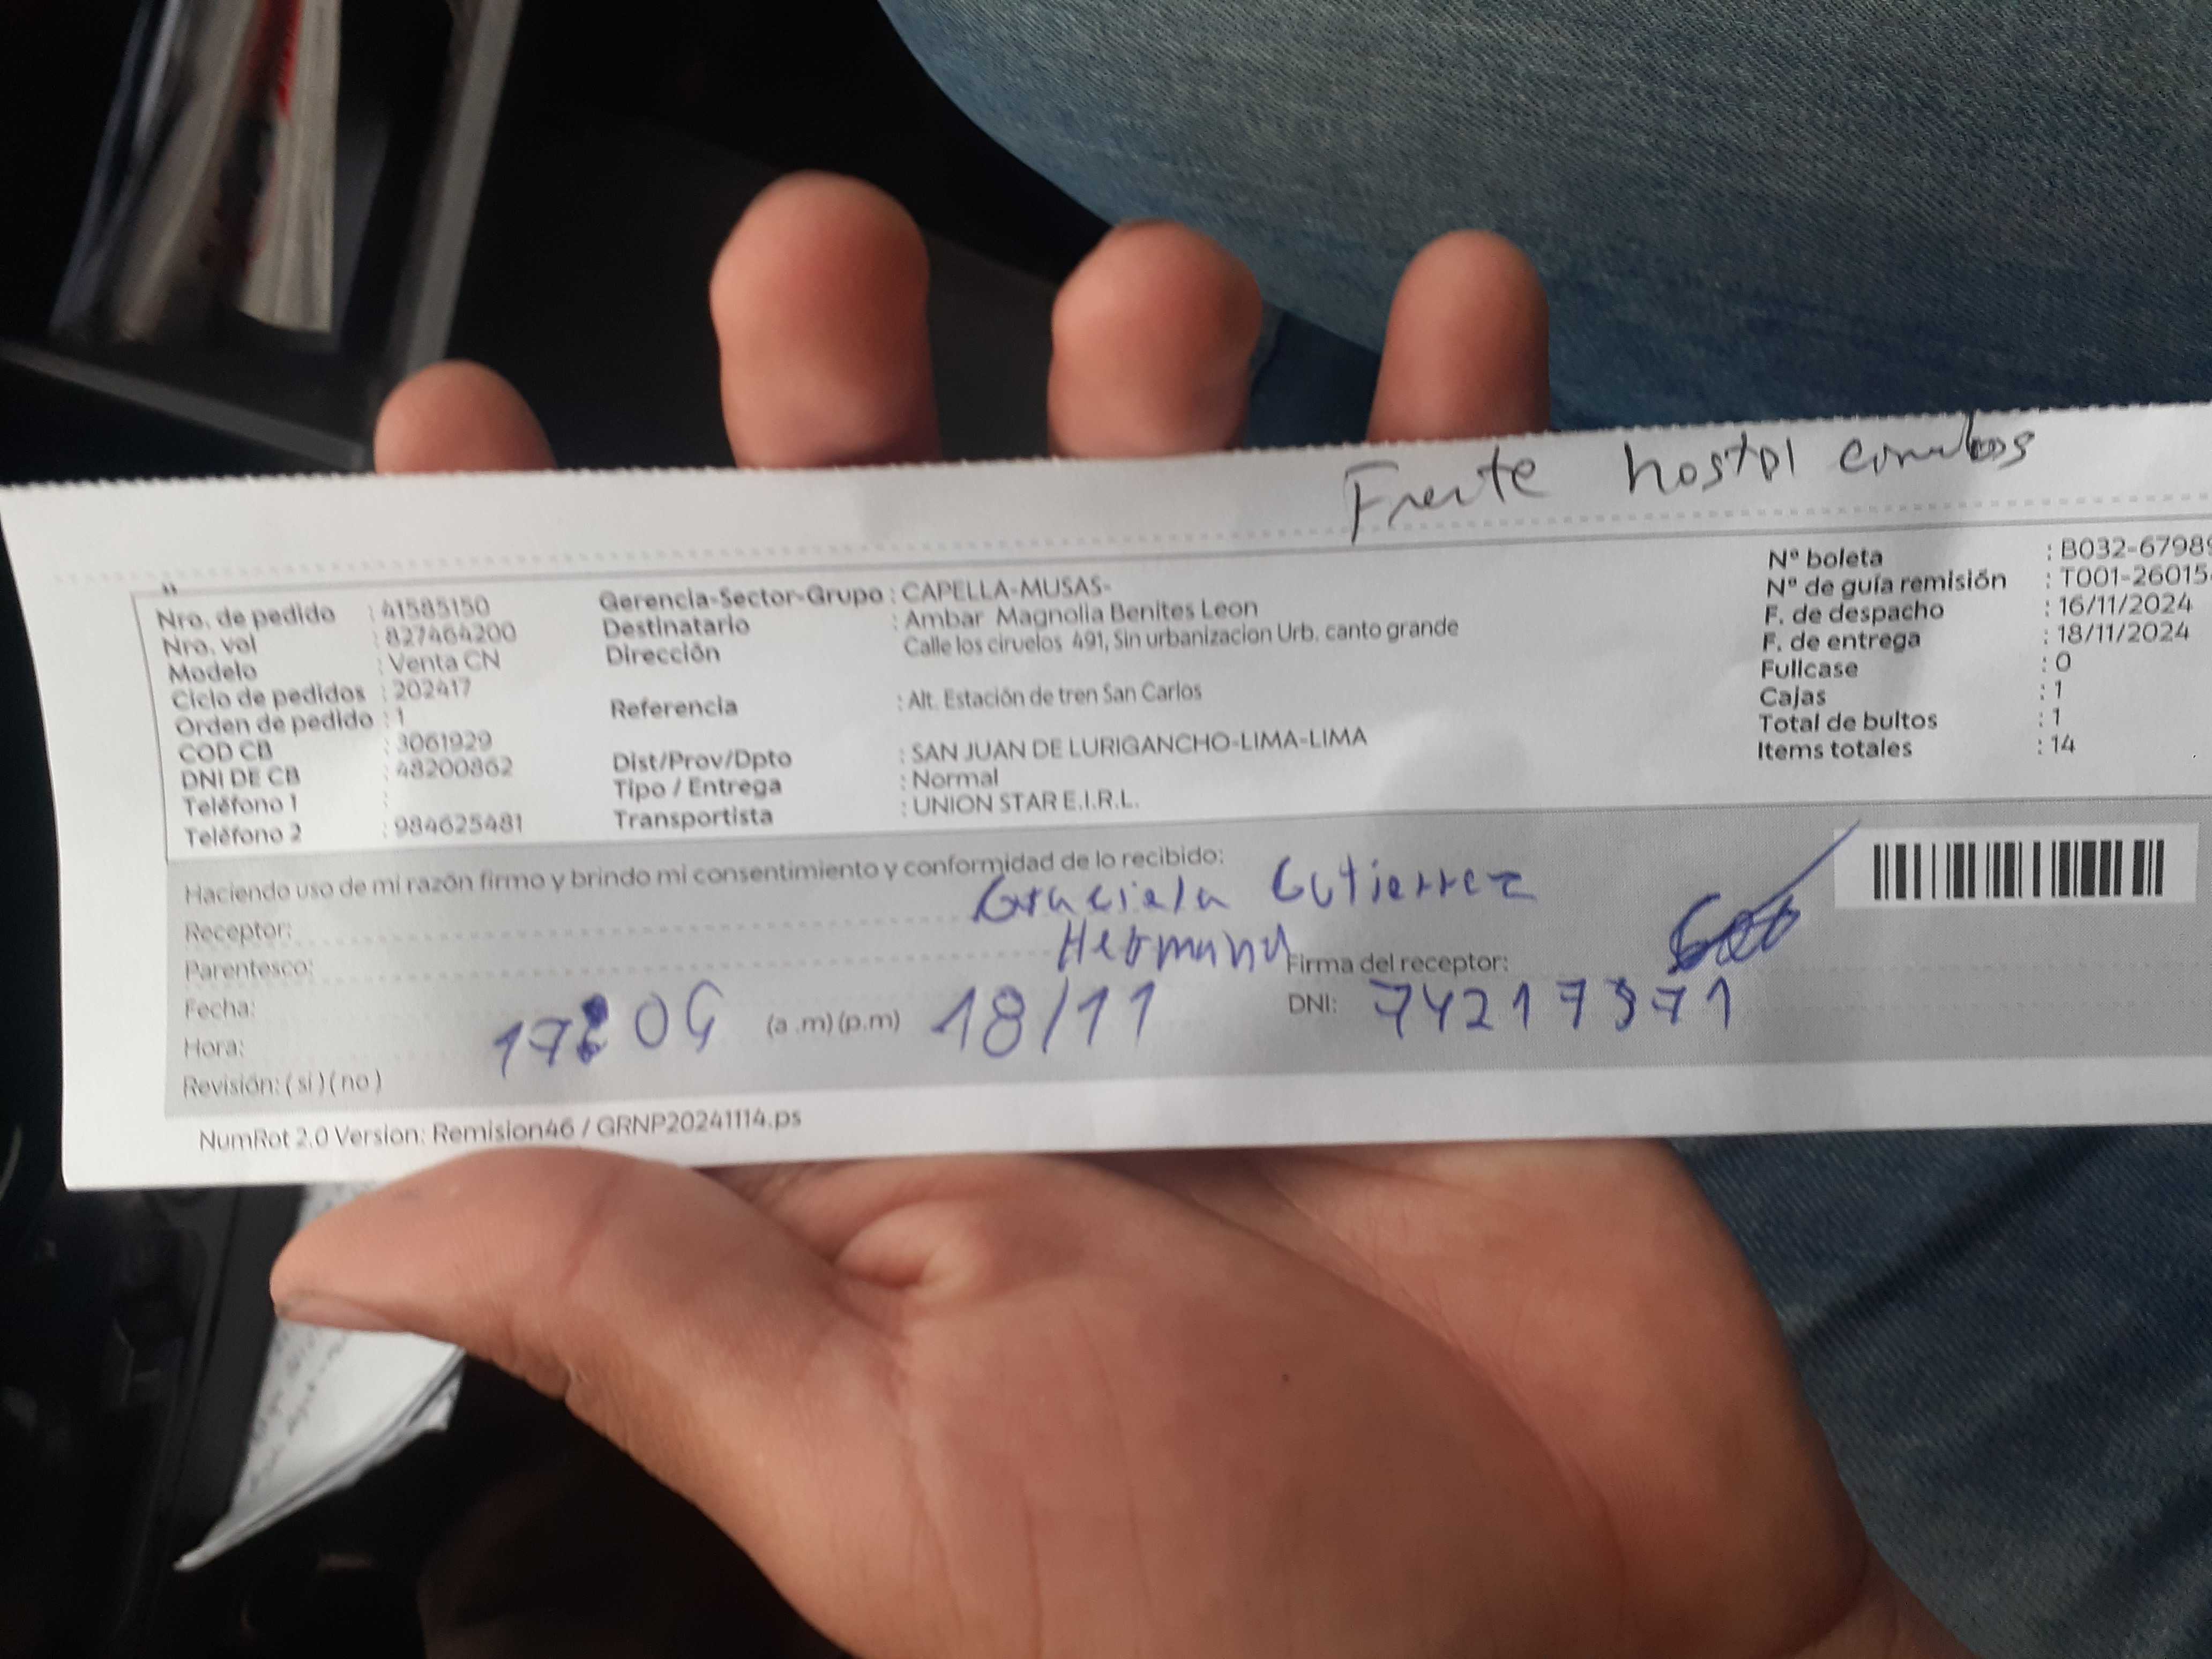 Frente hostal
Nro. de pedido : 41585150
Nro. vol : 827464200
Modelo : Venta CN
Ciclo de pedidos : 202417
Orden de pedido : 1
COD CB : 3061929
DNI DE CB : 48200862
Teléfono 1 :
Teléfono 2 : 984625481
Gerencia-Sector-Grupo : CAPELLA-MUSAS-
Destinatario : Ambar Magnolia Benites Leon
Dirección Calle los ciruelos 491, Sin urbanizacion Urb. canto grande
Referencia : Alt. Estación de tren San Carlos
Dist/Prov/Dpto : SAN JUAN DE LURIGANCHO-LIMA-LIMA
Tipo / Entrega : Normal
Transportista : UNION STAR E.I.R.L.
Nº boleta : B032-67989
Nº de guía remisión : T001-26015
F. de despacho : 16/11/2024
F. de entrega : 18/11/2024
Fullcase : 0
Cajas : 1
Total de bultos : 1
Items totales : 14
Haciendo uso de mi razón firmo y brindo mi consentimiento y conformidad de lo recibido:
Receptor: Graciela Gutierrez
Parentesco: Hermana
Firma del receptor:
Fecha:
(a .m) (p.m) 18/11
DNI: 74217371
Hora:
Revisión: ( si ) ( no )
NumRot 2.0 Version: Remision46 / GRNP20241114.ps